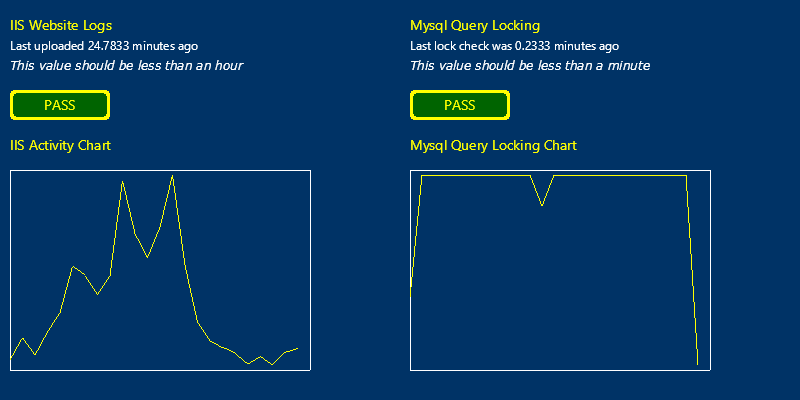 IIS Website Logs
Last uploaded 24.7833 minutes ago
This value should be less than an hour
PASS
IIS Activity Chart
Mysql Query Locking
Last lock check was 0.2333 minutes ago
This value should be less than a minute
PASS
Mysql Query Locking Chart